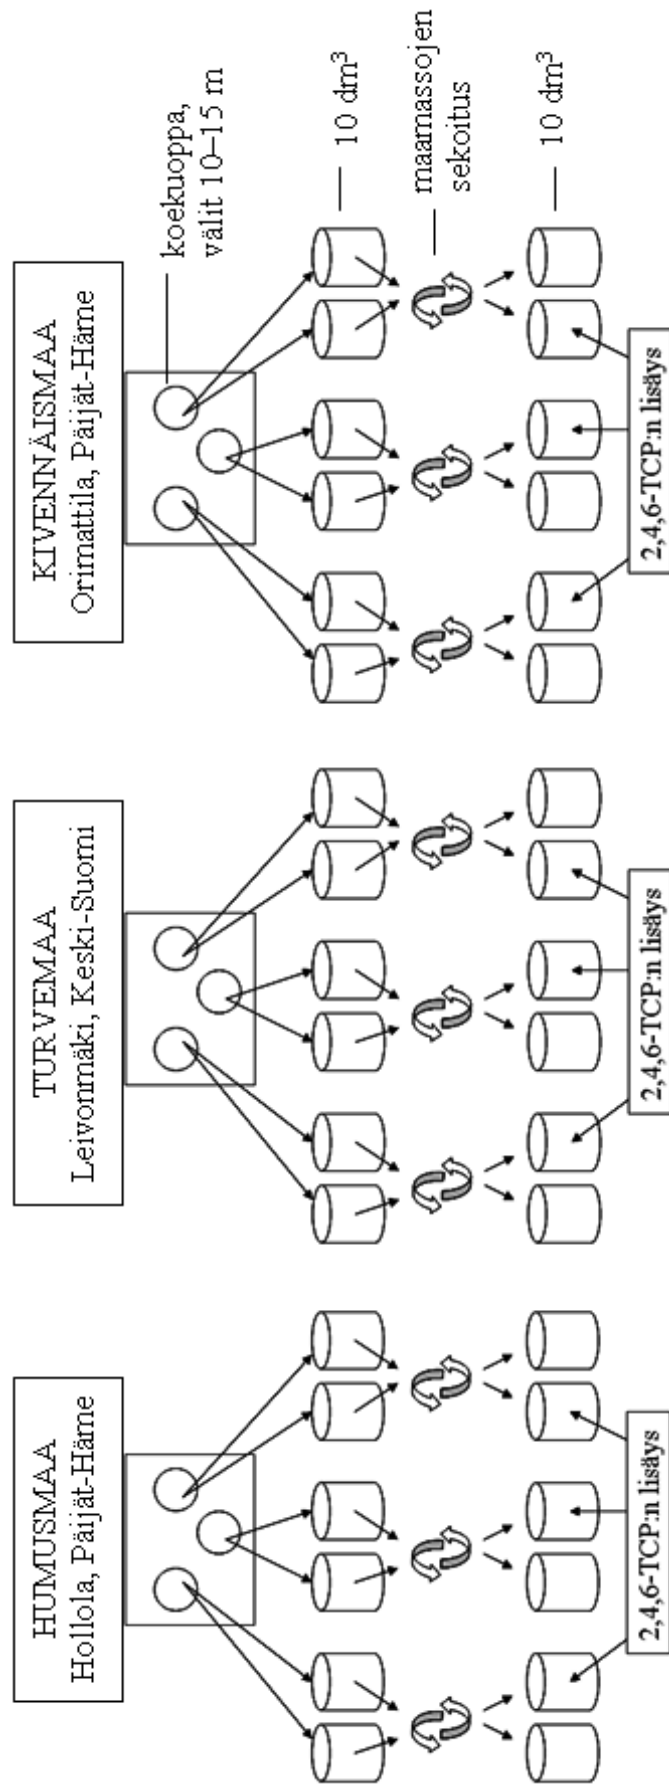 HUMUSMAA
Hollola, Päijät-Häme
TURVEMAA
Leivonmäki, Keski-Suomi
KIVENNÄISMAA
Orimattila, Päijät-Häme
koekuoppa,
välit 10–15 m
10 dm³
maamassojen
sekoitus
10 dm³
2,4,6-TCP:n lisäys
2,4,6-TCP:n lisäys
2,4,6-TCP:n lisäys